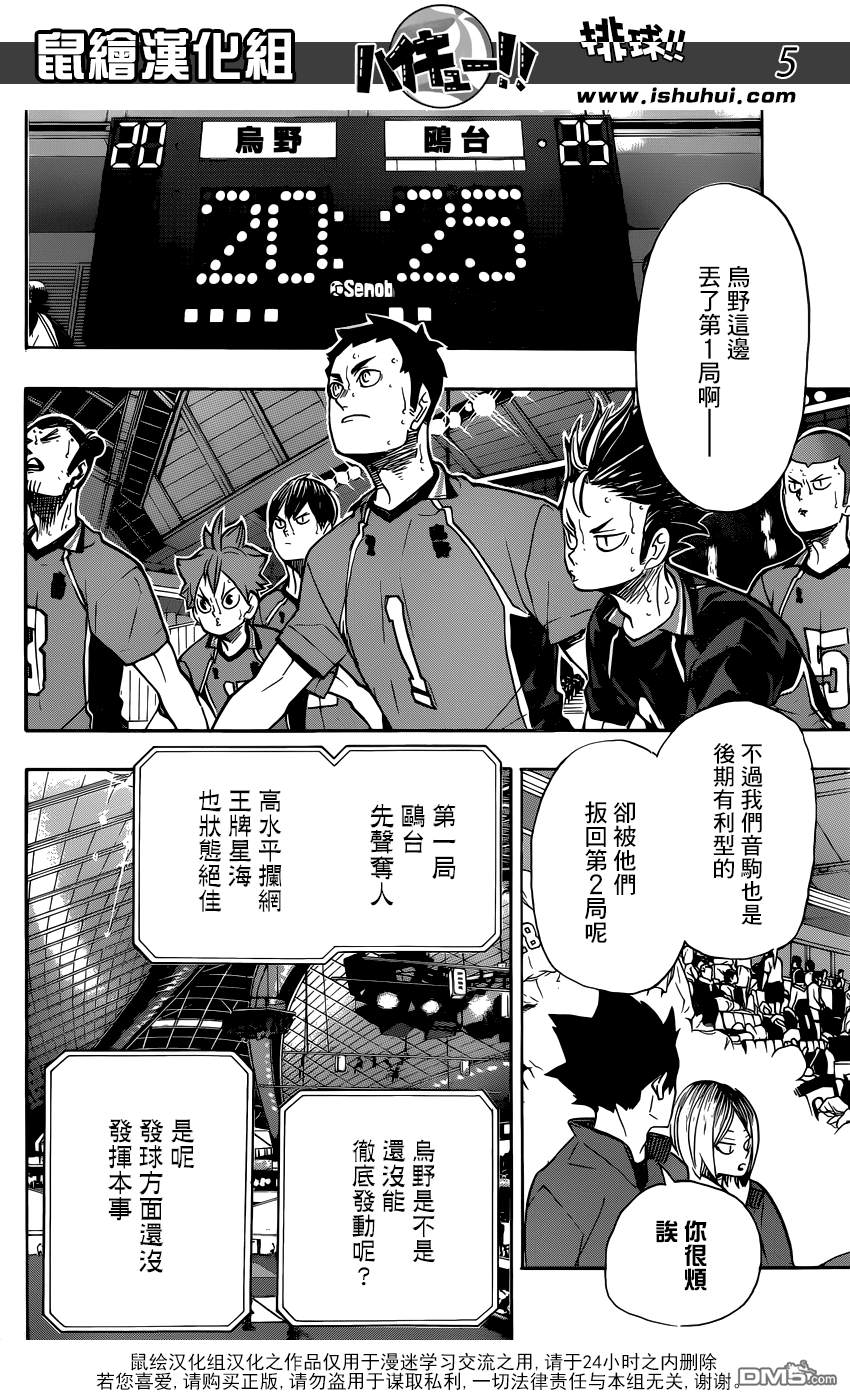 鼠繪漢化組
ハイキュー!!
排球!!
5
www.ishuhui.com
20
烏野
鷗台
25
20:25
Senob
烏野這邊
丟了第1局啊——
1
5
不過我們音駒也是
後期有利型的
卻被他們
扳回第2局呢
第一局
鷗台
先聲奪人
高水平攔網
王牌星海
也狀態絕佳
你很煩
誒
烏野是不是
還沒能
徹底發動呢？
是呢
發球方面還沒
發揮本事
鼠绘汉化组汉化之作品仅用于漫迷学习交流之用,请于24小时之内删除
若您喜爱,请购买正版,请勿用于谋取私利,一切法律责任与本组无关,谢谢.
DM5.com